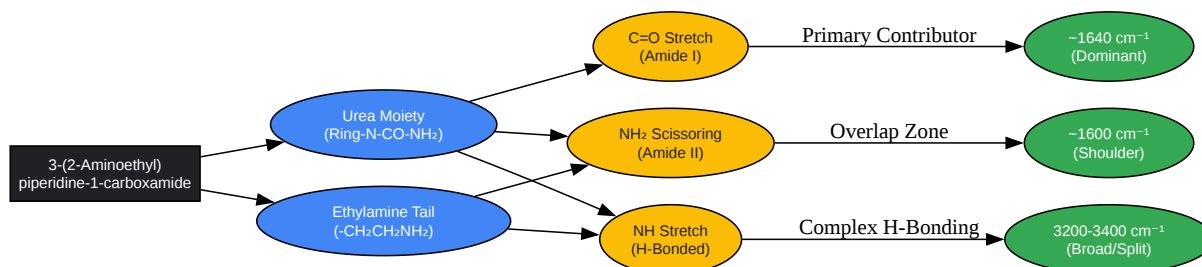 3-(2-Aminoethyl)
piperidine-1-carboxamide
Urea Moiety
(Ring-N-CO-NH₂)
Ethylamine Tail
(-CH₂CH₂NH₂)
C=O Stretch
(Amide I)
NH₂ Scissoring
(Amide II)
NH Stretch
(H-Bonded)
Primary Contributor
Overlap Zone
Complex H-Bonding
~1640 cm⁻¹
(Dominant)
~1600 cm⁻¹
(Shoulder)
3200-3400 cm⁻¹
(Broad/Split)